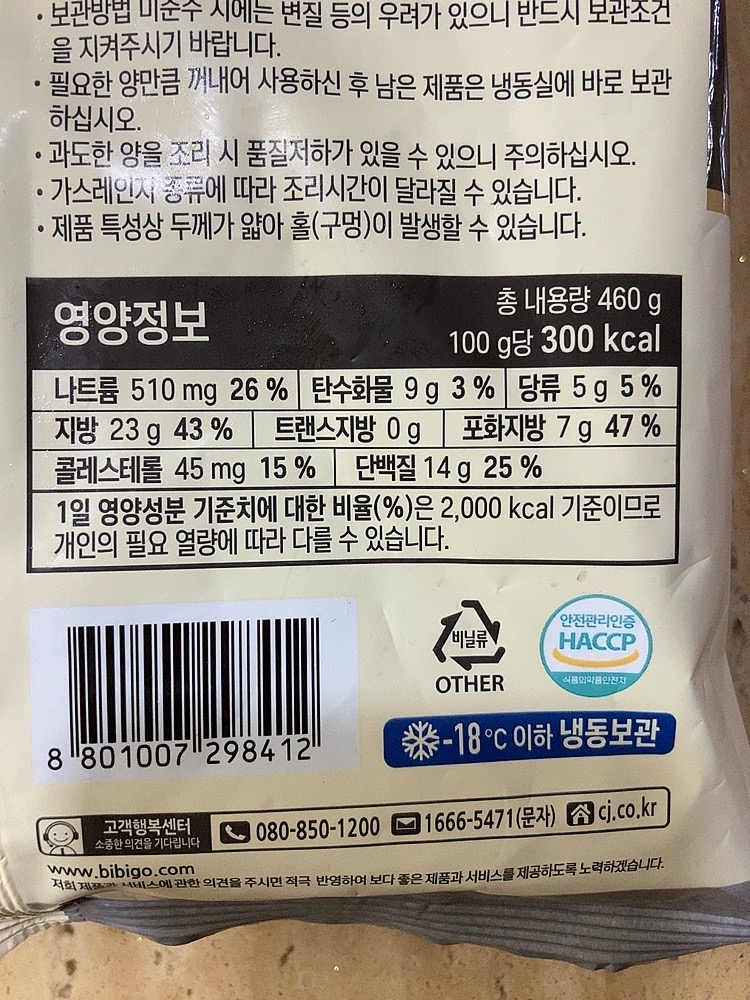 · 보관방법 미준수 시에는 변질 등의 우려가 있으니 반드시 보관조건
을 지켜주시기 바랍니다.
· 필요한 양만큼 꺼내어 사용하신 후 남은 제품은 냉동실에 바로 보관
하십시오.
· 과도한 양을 조리 시 품질저하가 있을 수 있으니 주의하십시오.
· 가스레인지 종류에 따라 조리시간이 달라질 수 있습니다.
· 제품 특성상 두께가 얇아 홀(구멍)이 발생할 수 있습니다.
영양정보
총 내용량 460 g
100 g당 300 kcal
나트륨 510 mg 26 % 탄수화물 9 g 3 % 당류 5 g 5 %
지방 23 g 43 % 트랜스지방 0 g 포화지방 7 g 47 %
콜레스테롤 45 mg 15 % 단백질 14 g 25 %
1일 영양성분 기준치에 대한 비율(%)은 2,000 kcal 기준이므로
개인의 필요 열량에 따라 다를 수 있습니다.
비닐류
OTHER
안전관리인증
HACCP
식품의약품안전처
-18℃ 이하 냉동보관
8 801007 298412
고객행복센터
소중한 의견을 기다립니다
080-850-1200 1666-5471(문자) cj.co.kr
www.bibigo.com
저희 제품과 서비스에 관한 의견을 주시면 적극 반영하여 보다 좋은 제품과 서비스를 제공하도록 노력하겠습니다.